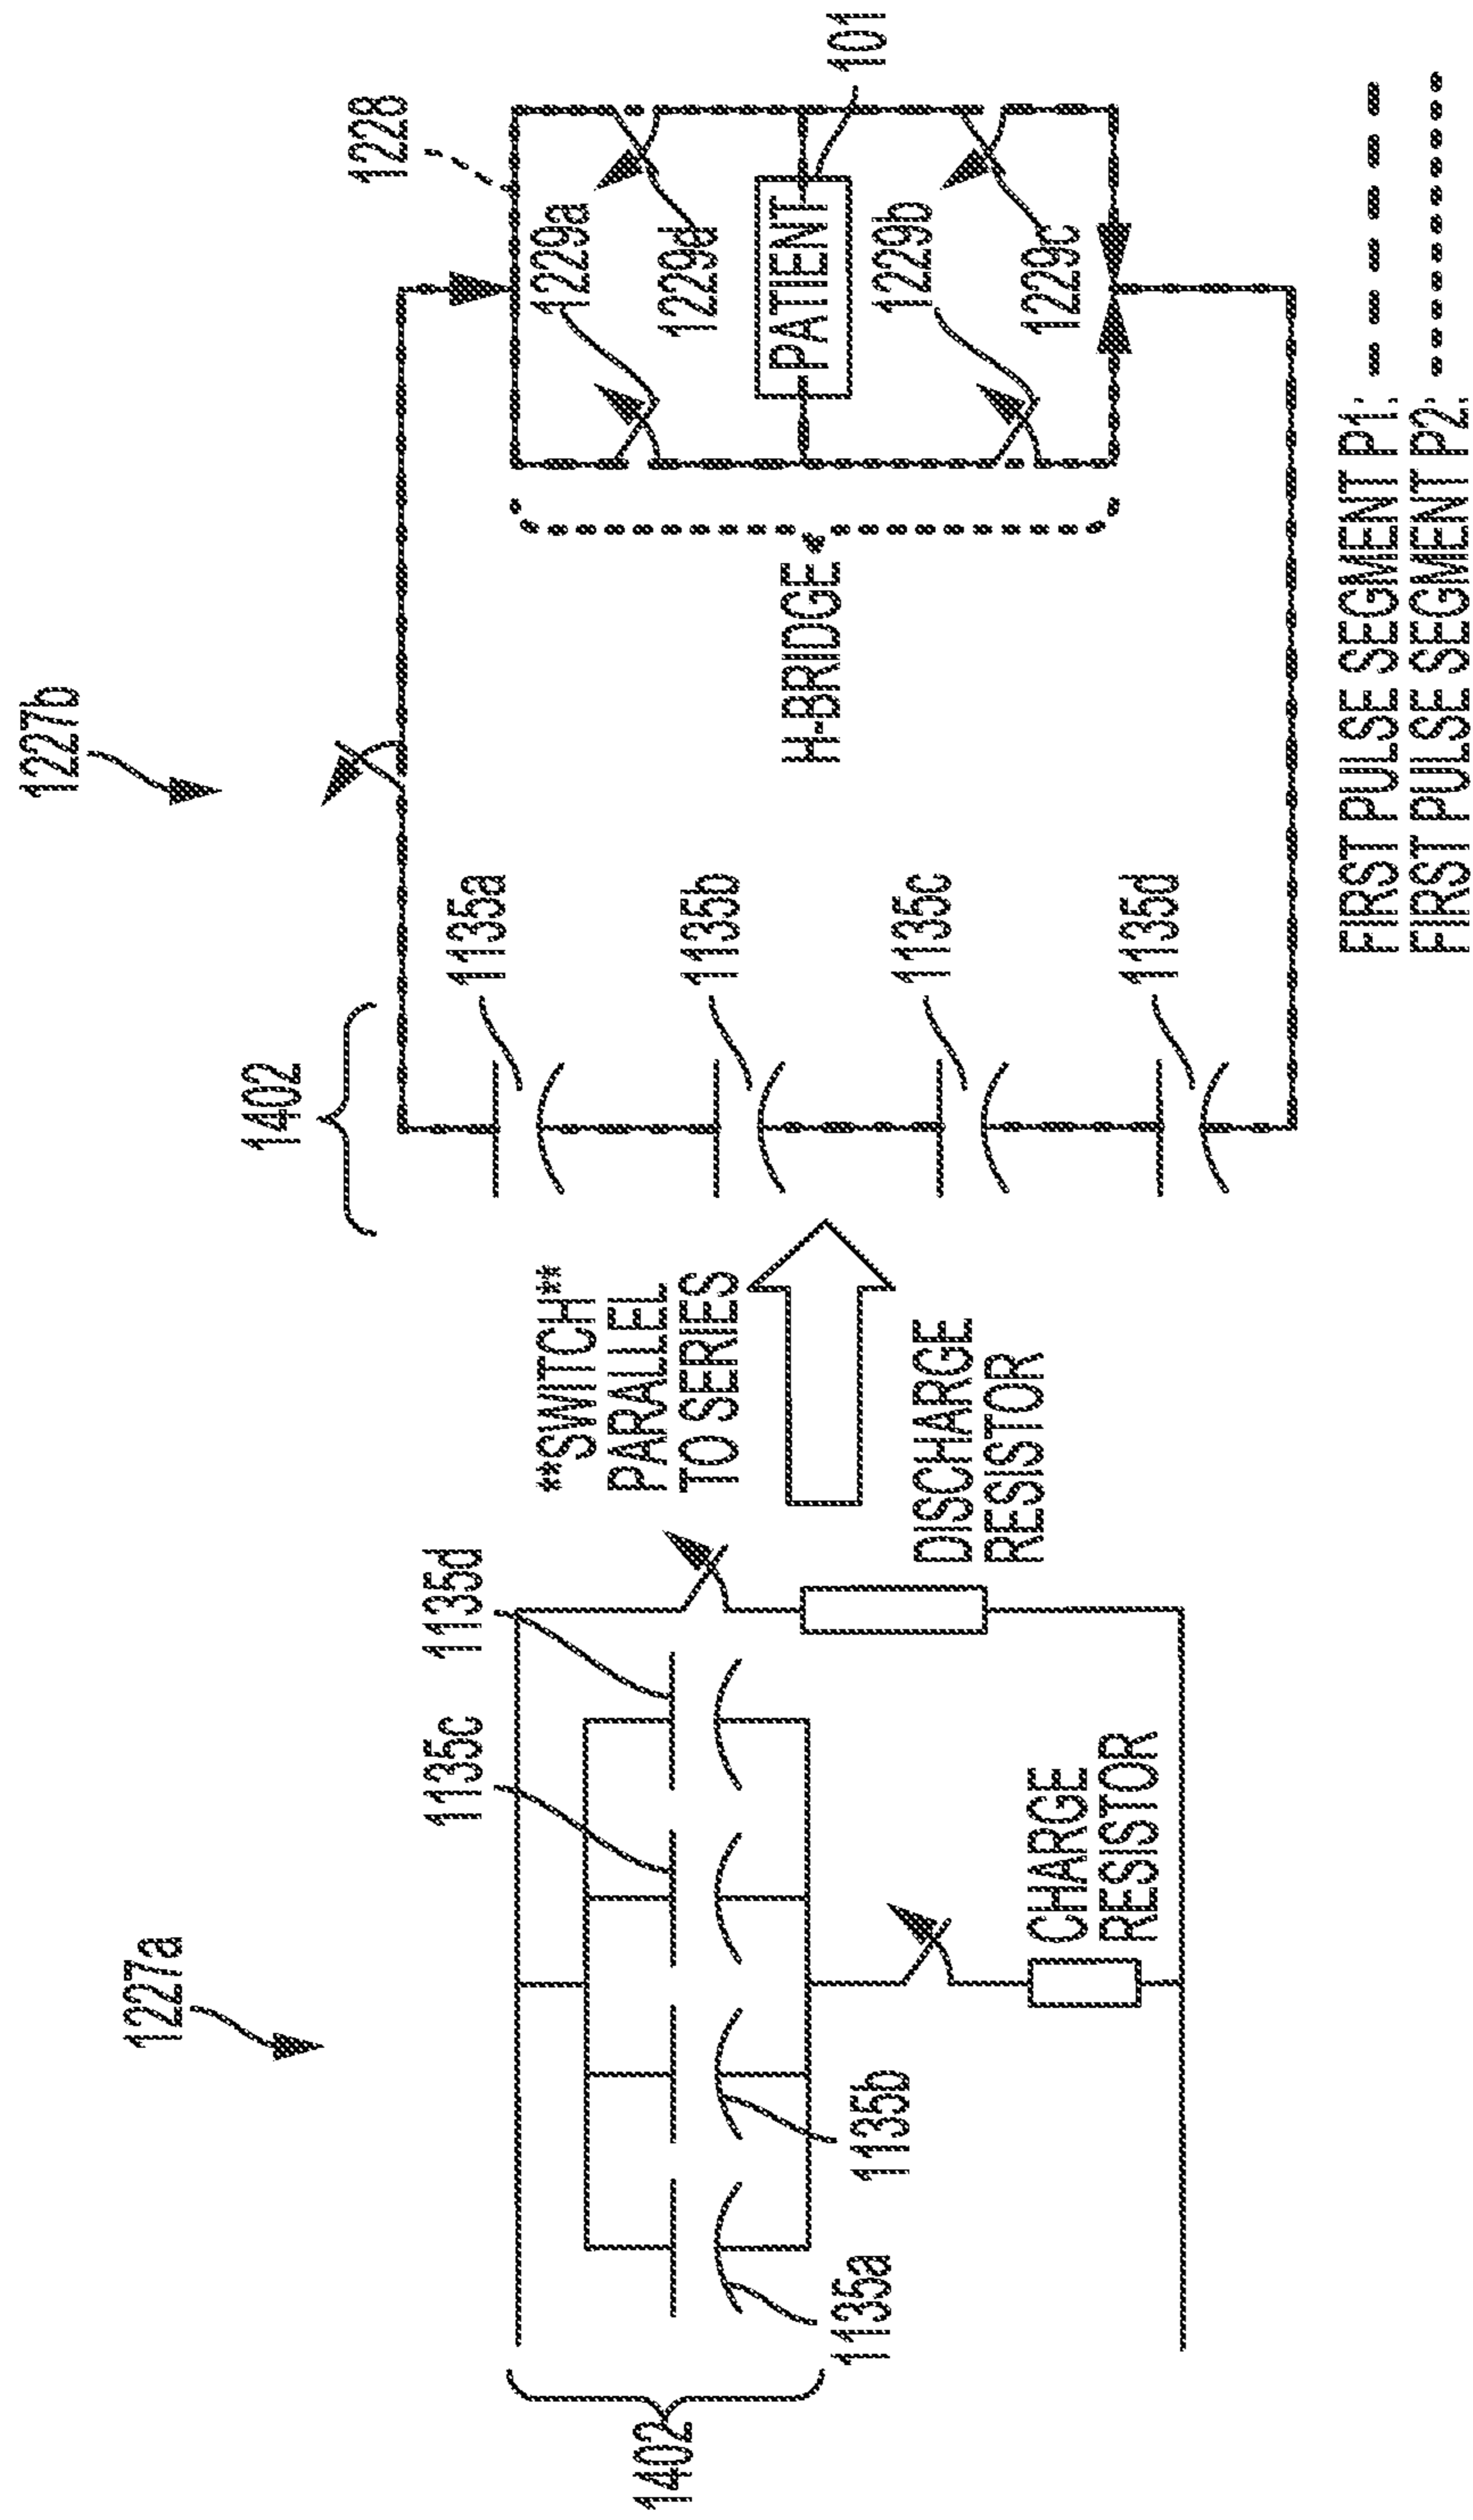 1227a
1402
1135a
1135b
1135c
1135d
CHARGE
RESISTOR
DISCHARGE
RESISTOR
**SWITCH**
PARALLEL
TO SERIES
1227b
1402
1135a
1135b
1135c
1135d
H-BRIDGE
1228
1229a
1229d
PATIENT
101
1229b
1229c
FIRST PULSE SEGMENT P1:
FIRST PULSE SEGMENT P2: